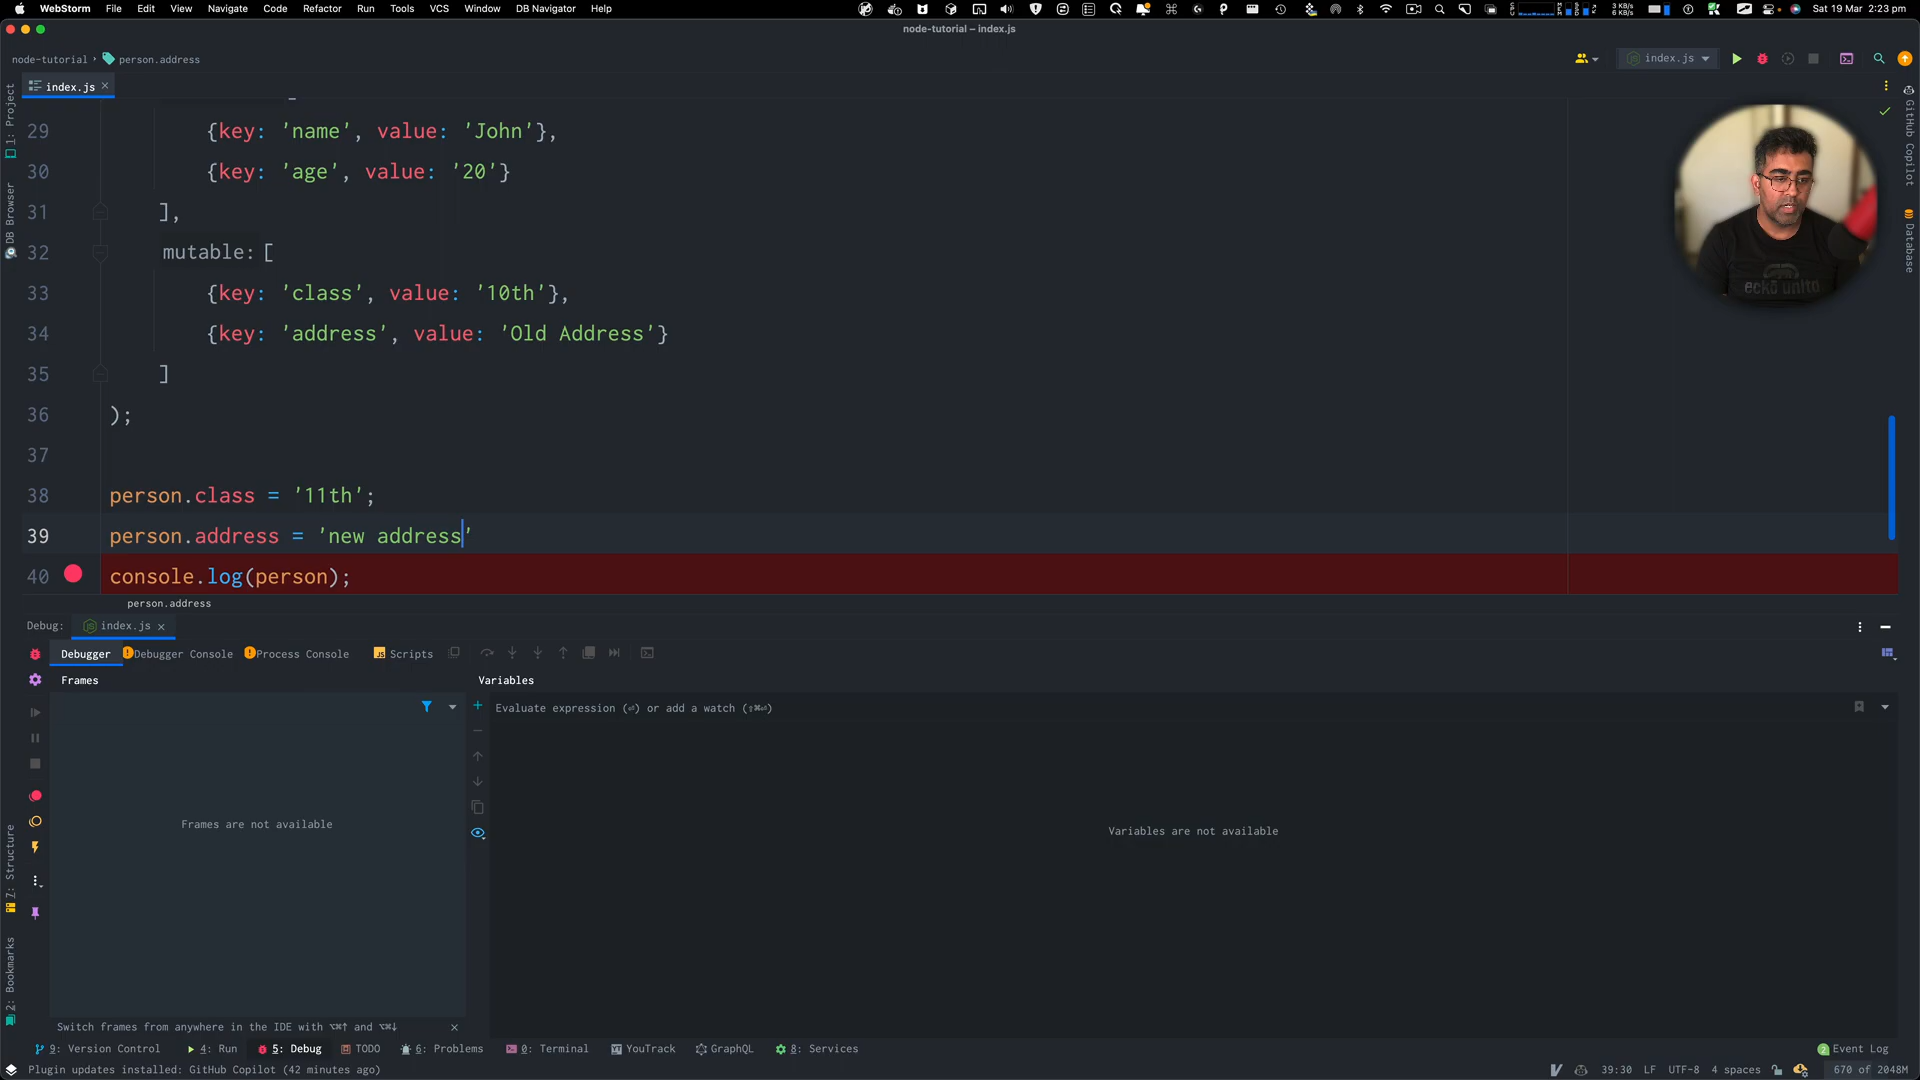 WebStorm File Edit View Navigate Code Refactor Run Tools VCS Window DB Navigator Help
3 KB/s
6 KB/s
Sat 19 Mar 2:23 pm
node-tutorial – index.js
node-tutorial › person.address
index.js
index.js ×
1: Project
DB Browser
7: Structure
2: Bookmarks
GitHub Copilot
Database
29 {key: 'name', value: 'John'},
30 {key: 'age', value: '20'}
31 ],
32 mutable: [
33 {key: 'class', value: '10th'},
34 {key: 'address', value: 'Old Address'}
35 ]
36 );
37
38 person.class = '11th';
39 person.address = 'new address'
40 console.log(person);
person.address
Debug: index.js ×
Debugger Debugger Console Process Console JS Scripts
Frames Variables
Evaluate expression (⏎) or add a watch (⇧⌘⏎)
Frames are not available
Variables are not available
Switch frames from anywhere in the IDE with ⌥⌘↑ and ⌥⌘↓ ×
9: Version Control 4: Run 5: Debug TODO 6: Problems 0: Terminal YouTrack GraphQL 8: Services 2 Event Log
Plugin updates installed: GitHub Copilot (42 minutes ago) 39:30 LF UTF-8 4 spaces 670 of 2048M